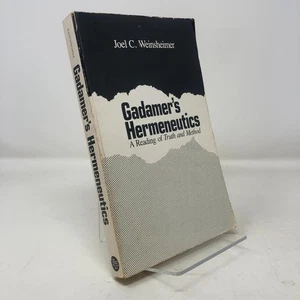 Joel C. Weinsheimer
Gadamer's
Hermeneutics
A Reading of Truth and Method
Gadamer's Hermeneutics